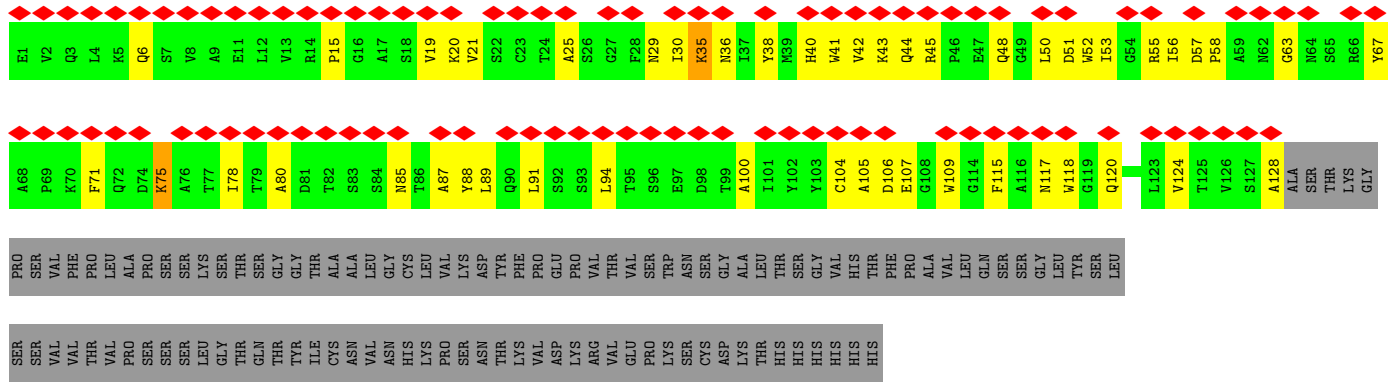 E1 V2 Q3 L4 K5 Q6 S7 V8 A9 E11 L12 V13 R14 P15 G16 A17 S18 V19 K20 V21 S22 C23 T24 A25 S26 G27 F28 N29 I30 K35 N36 I37 Y38 M39 H40 W41 V42 K43 Q44 R45 P46 E47 Q48 G49 L50 D51 W52 I53 G54 R55 I56 D57 P58 A59 N62 G63 N64 S65 R66 Y67
A68 P69 K70 F71 Q72 D74 K75 A76 T77 I78 T79 A80 D81 T82 S83 S84 N85 T86 A87 Y88 L89 Q90 L91 S92 S93 L94 T95 S96 E97 D98 T99 A100 I101 Y102 Y103 C104 A105 D106 E107 G108 W109 G114 F115 A116 N117 W118 G119 Q120 L123 V124 T125 V126 S127 A128 ALA SER THR LYS GLY
PRO SER VAL PHE PRO LEU ALA PRO SER SER LYS SER THR SER GLY GLY THR ALA ALA LEU GLY CYS LEU VAL LYS ASP TYR PHE PRO GLU PRO VAL THR VAL SER TRP ASN SER GLY ALA LEU THR SER GLY VAL HIS THR PHE PRO ALA VAL LEU GLN SER SER GLY LEU TYR SER LEU
SER SER VAL VAL THR VAL PRO SER SER SER LEU GLY THR GLN THR TYR ILE CYS ASN VAL ASN HIS LYS PRO SER ASN THR LYS VAL ASP LYS ARG VAL GLU PRO LYS SER CYS ASP LYS THR HIS HIS HIS HIS HIS HIS